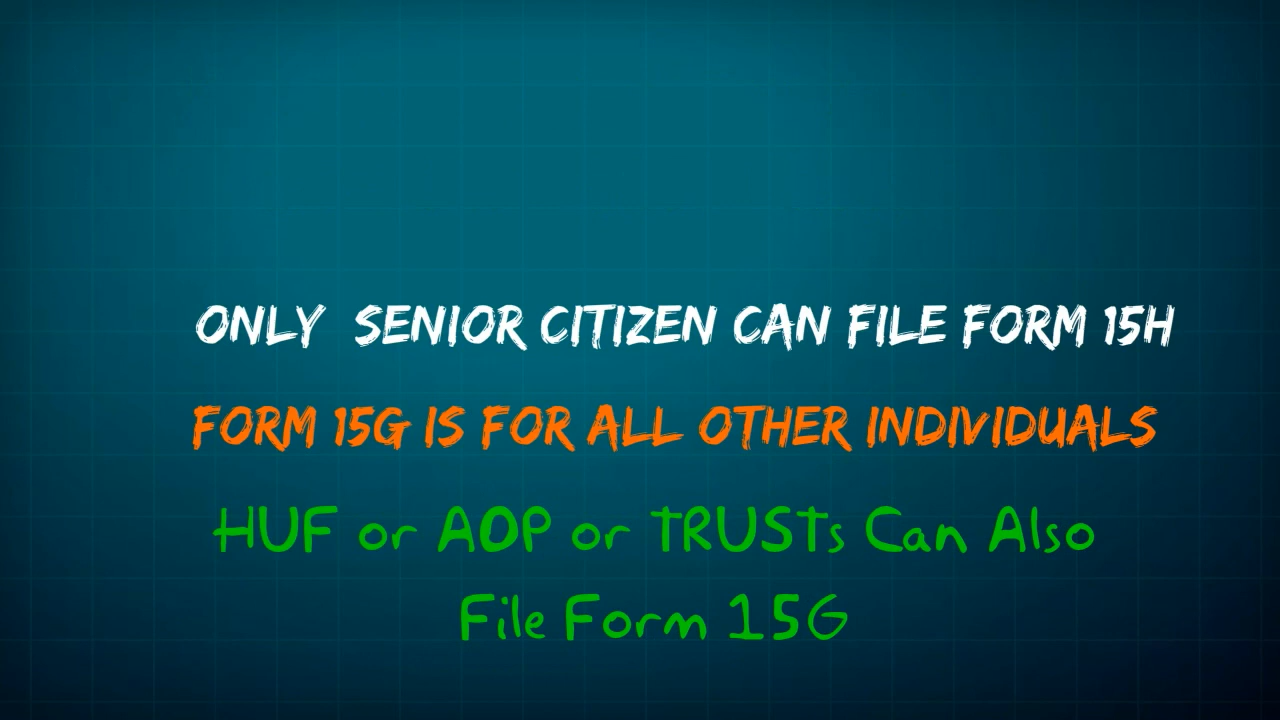 ONLY SENIOR CITIZEN CAN FILE FORM 15H
FORM 15G IS FOR ALL OTHER INDIVIDUALS
HUF or AOP or TRUSTs Can Also
File Form 15G